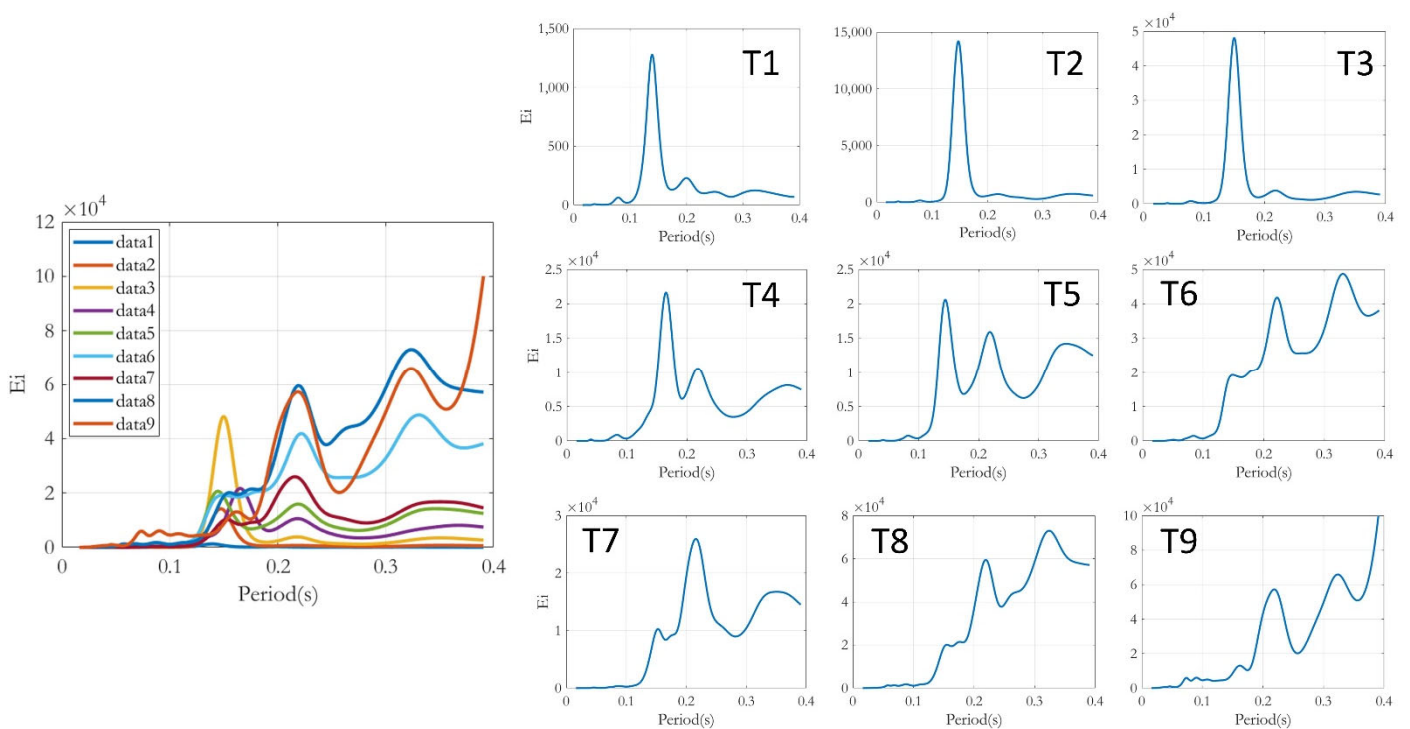 ×10⁴
12
10
8
6
4
2
0
0 0.1 0.2 0.3 0.4
Period(s)
Ei
data1
data2
data3
data4
data5
data6
data7
data8
data9
T1
1,500
1,000
500
0
0 0.1 0.2 0.3 0.4
Period(s)
Ei
T2
15,000
10,000
5,000
0
0 0.1 0.2 0.3 0.4
Period(s)
T3
×10⁴
5
4
3
2
1
0
0 0.1 0.2 0.3 0.4
Period(s)
T4
×10⁴
2.5
2
1.5
1
0.5
0
0 0.1 0.2 0.3 0.4
Period(s)
T5
×10⁴
2.5
2
1.5
1
0.5
0
0 0.1 0.2 0.3 0.4
Period(s)
Ei
T6
×10⁴
5
4
3
2
1
0
0 0.1 0.2 0.3 0.4
Period(s)
T7
×10⁴
3
2
1
0
0 0.1 0.2 0.3 0.4
Period(s)
Ei
T8
×10⁴
8
6
4
2
0
0 0.1 0.2 0.3 0.4
Period(s)
T9
×10⁴
10
8
6
4
2
0
0 0.1 0.2 0.3 0.4
Period(s)